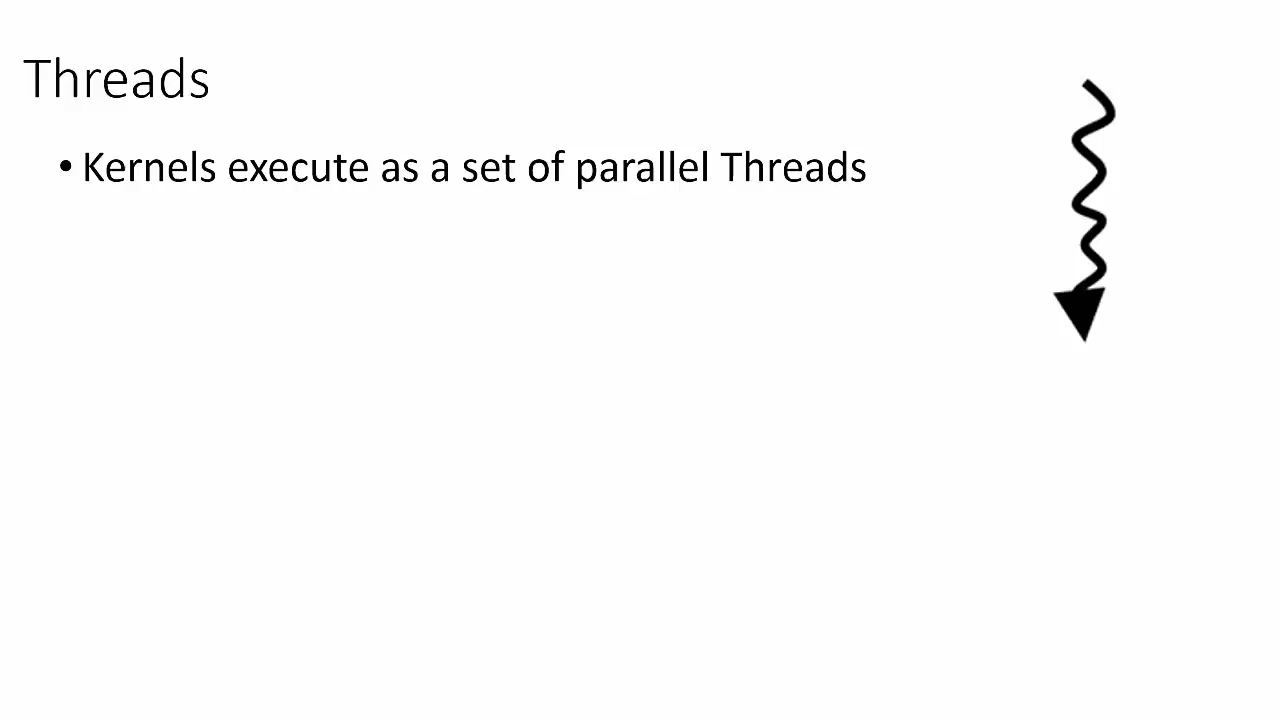 Threads
• Kernels execute as a set of parallel Threads